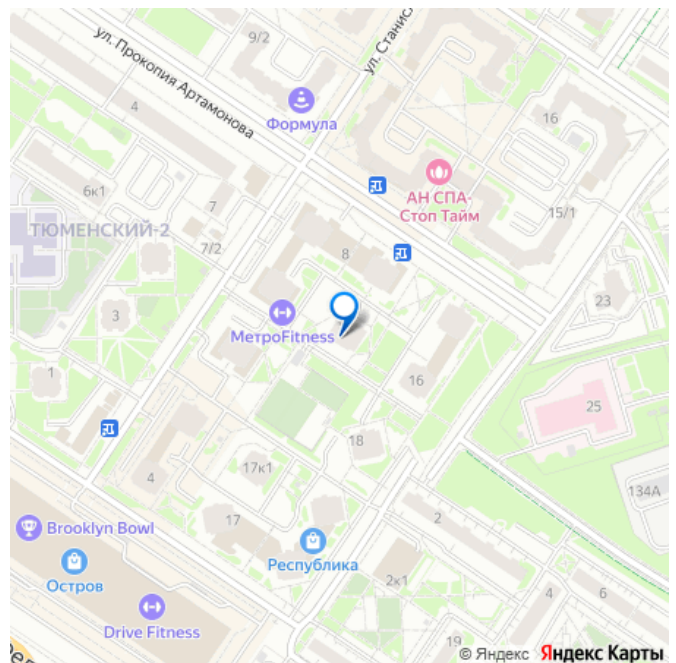 9/2
ул. Станис
ул. Прокопия Артамонова
4
Формула
16
АН СПА-
Стоп Тайм
6к1
7
15/1
ТЮМЕНСКИЙ-2
7/2
8
23
3
МетроFitness
1
16
25
18
17к1
4
134А
17
2
Brooklyn Bowl
Республика
Остров
2к1
4
6
Drive Fitness
19
© Яндекс Яндекс Карты